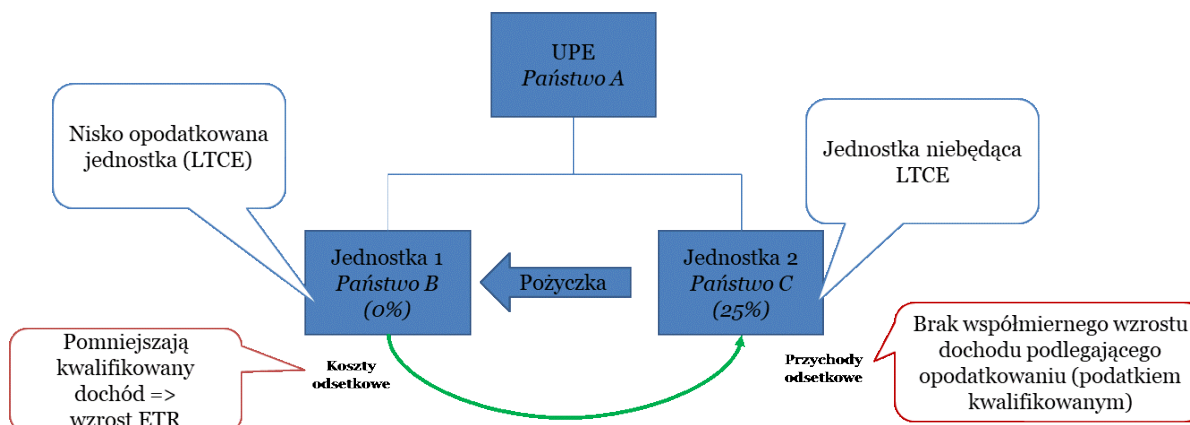 UPE
Państwo A
Nisko opodatkowana
jednostka (LTCE)
Jednostka niebędąca
LTCE
Jednostka 1
Państwo B
(0%)
Pożyczka
Jednostka 2
Państwo C
(25%)
Pomniejszają
kwalifikowany
dochód =>
wzrost ETR
Koszty
odsetkowe
Przychody
odsetkowe
Brak współmiernego wzrostu
dochodu podlegającego
opodatkowaniu (podatkiem
kwalifikowanym)